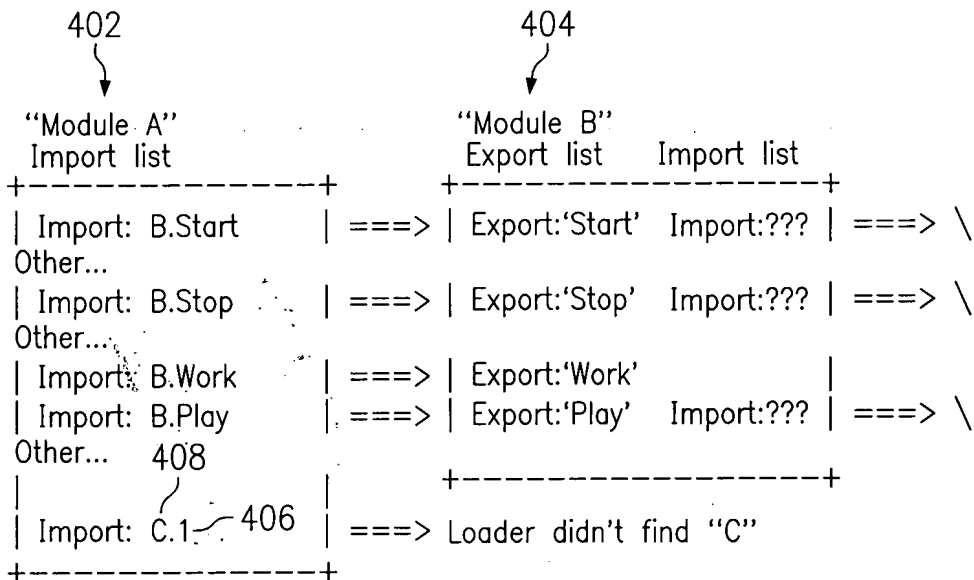 402 404
‘‘Module A’’ ‘‘Module B’’
Import list Export list Import list
+----------------+ +-------------------+
| Import: B.Start | ===> | Export:‘Start’ Import:??? | ===> \
Other...
| Import: B.Stop | ===> | Export:‘Stop’ Import:??? | ===> \
Other...
| Import: B.Work | ===> | Export:‘Work’ |
| Import: B.Play | ===> | Export:‘Play’ Import:??? | ===> \
Other... 408
| | +-------------------+
| Import: C.1 406 | ===> Loader didn't find ‘‘C’’
+----------------+